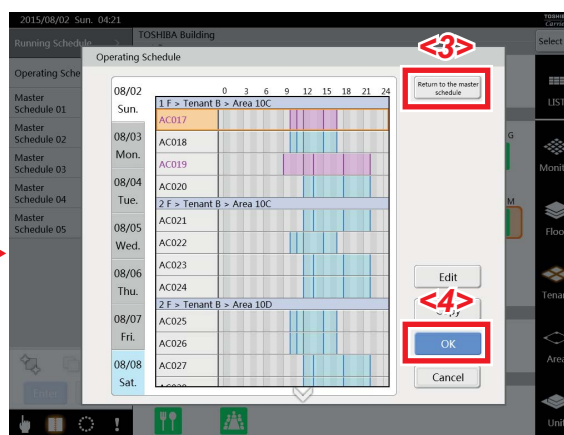 2015/08/02 Sun. 04:21
TOSHIBA
Carrier
Running Schedule
TOSHIBA Building
<3>
Select
Operating Schedule
Return to the master
schedule
Operating Sche
Master
Schedule 01
Master
Schedule 02
Master
Schedule 03
Master
Schedule 04
Master
Schedule 05
08/02
Sun.
08/03
Mon.
08/04
Tue.
08/05
Wed.
08/06
Thu.
08/07
Fri.
08/08
Sat.
0 3 6 9 12 15 18 21 24
1 F > Tenant B > Area 10C
AC017
AC018
AC019
AC020
2 F > Tenant B > Area 10C
AC021
AC022
AC023
AC024
2 F > Tenant B > Area 10D
AC025
AC026
AC027
Edit
<4>
OK
Cancel
G
M
LIST
Monit
Floo
Tena
Area
Unit
Enter